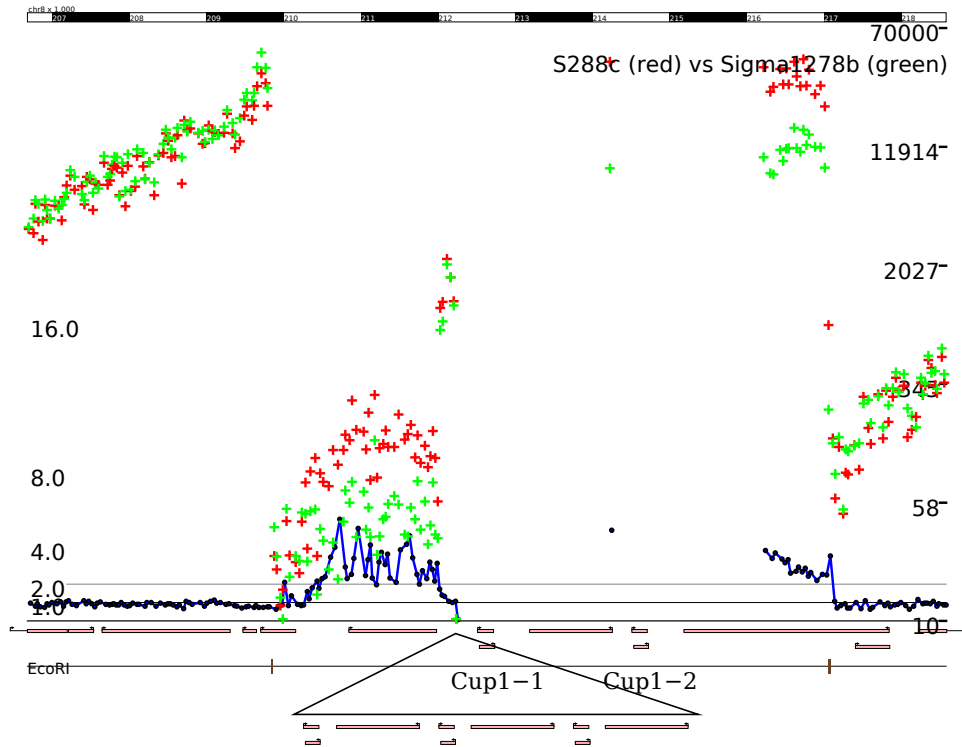 chr8 x 1,000
207 208 209 210 211 212 213 214 215 216 217 218
70000
S288c (red) vs Sigma1278b (green)
11914
2027
16.0
345
8.0
58
4.0
2.0
1.0
10
EcoRI
Cup1−1 Cup1−2